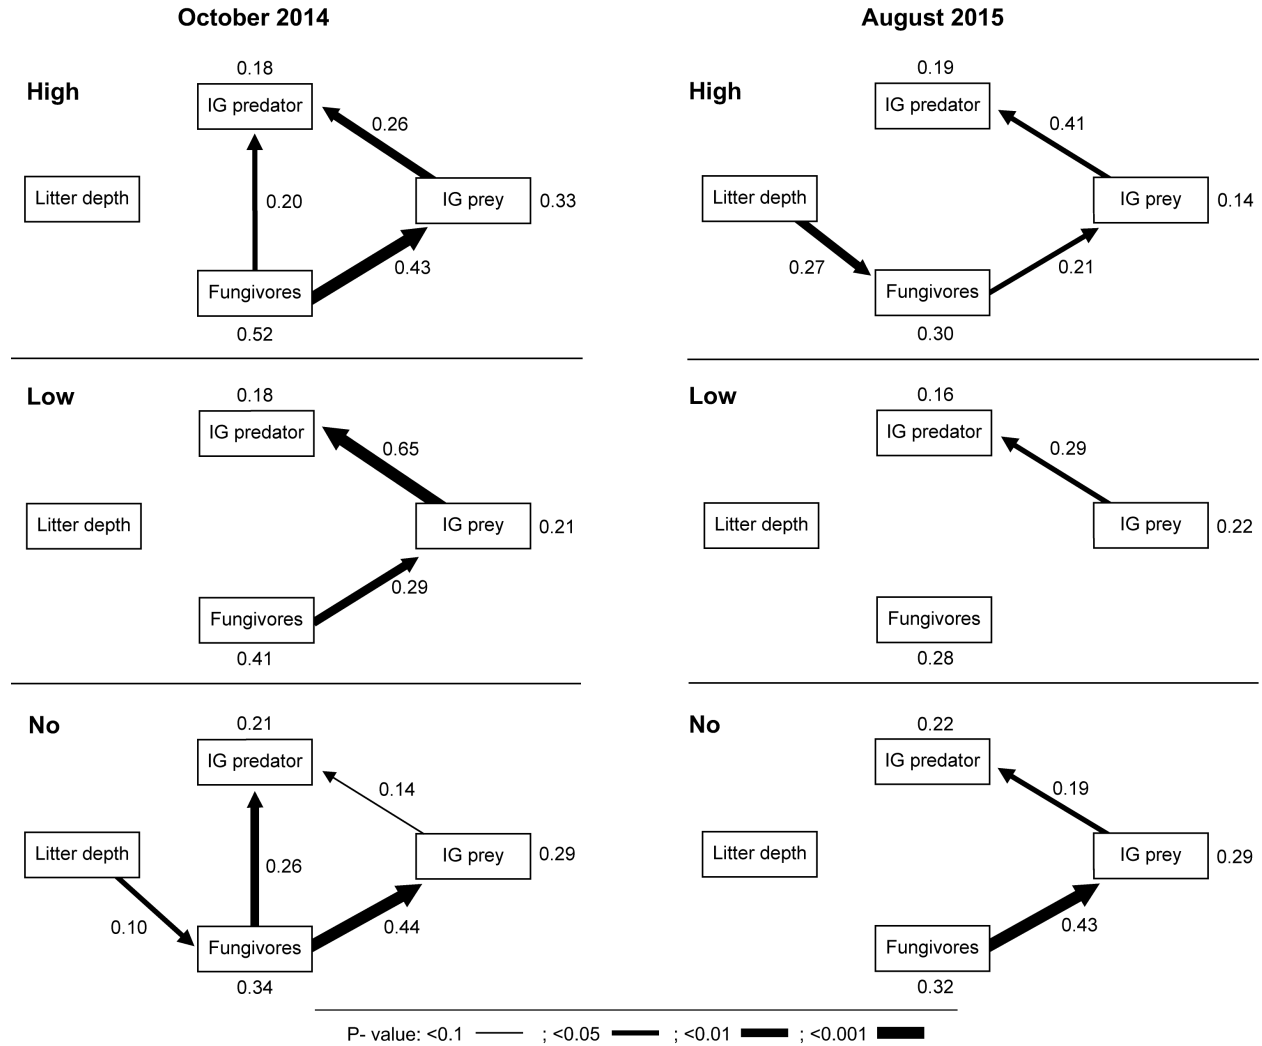 October 2014
August 2015
High
0.18
IG predator
0.26
Litter depth
0.20
IG prey
0.33
0.43
Fungivores
0.52
High
0.19
IG predator
0.41
Litter depth
IG prey
0.14
0.27
0.21
Fungivores
0.30
Low
0.18
IG predator
0.65
Litter depth
IG prey
0.21
0.29
Fungivores
0.41
Low
0.16
IG predator
0.29
Litter depth
IG prey
0.22
Fungivores
0.28
No
0.21
IG predator
0.14
Litter depth
0.26
IG prey
0.29
0.10
0.44
Fungivores
0.34
No
0.22
IG predator
0.19
Litter depth
IG prey
0.29
0.43
Fungivores
0.32
P- value: <0.1 ; <0.05 ; <0.01 ; <0.001